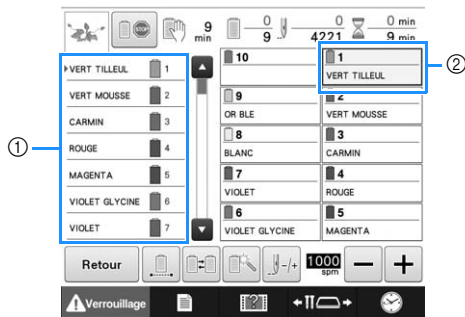 9 min 0 9 0 4221 0 min 9 min
VERT TILLEUL 1
VERT MOUSSE 2
CARMIN 3
ROUGE 4
MAGENTA 5
VIOLET GLYCINE 6
VIOLET 7
10
1 VERT TILLEUL
9 OR BLE
2 VERT MOUSSE
8 BLANC
3 CARMIN
7 VIOLET
4 ROUGE
6 VIOLET GLYCINE
5 MAGENTA
① ②
Retour -/+ 1000 spm − +
Verrouillage